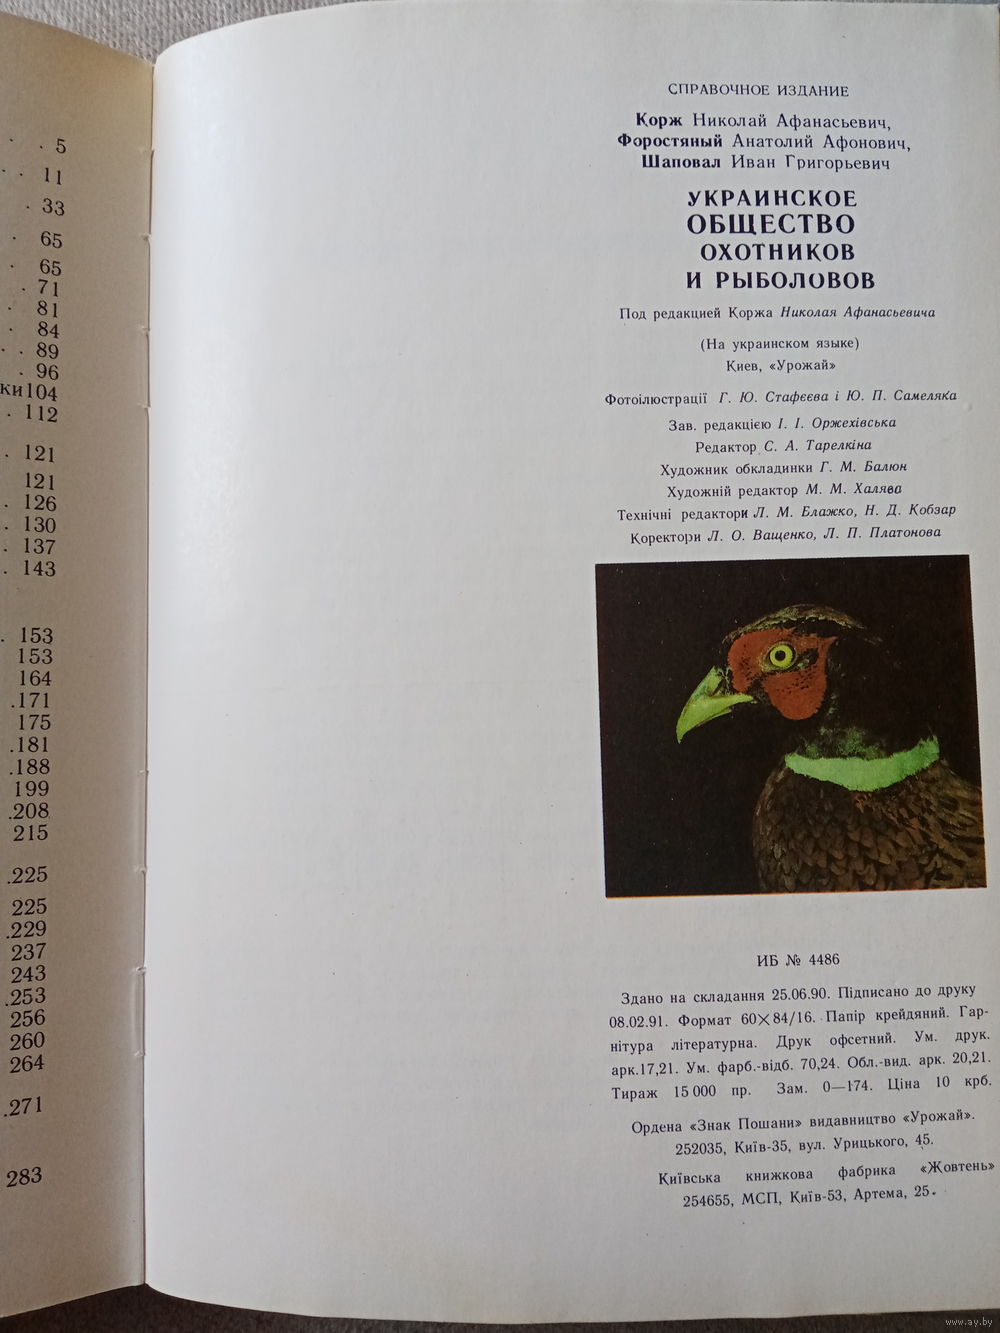 . . 5
. . 11
. 33
. 65
. 65
. 71
. 81
. 84
. . 89
. 96
ки104
. 112
. 121
121
. 126
. 130
. 137
. 143
. 153
153
164
.171
175
.181
.188
199
.208
215
.225
225
.229
237
243
.253
256
260
264
.271
283
СПРАВОЧНОЕ ИЗДАНИЕ
Корж Николай Афанасьевич,
Форостяный Анатолий Афонович,
Шаповал Иван Григорьевич
УКРАИНСКОЕ
ОБЩЕСТВО
ОХОТНИКОВ
И РЫБОЛОВОВ
Под редакцией Коржа Николая Афанасьевича
(На украинском языке)
Киев, «Урожай»
Фотоілюстрації Г. Ю. Стафєєва і Ю. П. Самеляка
Зав. редакцією І. І. Оржехівська
Редактор С. А. Тарелкіна
Художник обкладинки Г. М. Балюн
Художній редактор М. М. Халява
Технічні редактори Л. М. Блажко, Н. Д. Кобзар
Коректори Л. О. Ващенко, Л. П. Платонова
ИБ № 4486
Здано на складання 25.06.90. Підписано до друку
08.02.91. Формат 60×84/16. Папір крейдяний. Гар-
нітура літературна. Друк офсетний. Ум. друк.
арк.17,21. Ум. фарб.-відб. 70,24. Обл.-вид. арк. 20,21.
Тираж 15 000 пр. Зам. 0—174. Ціна 10 крб.
Ордена «Знак Пошани» видавництво «Урожай».
252035, Київ-35, вул. Урицького, 45.
Київська книжкова фабрика «Жовтень»
254655, МСП, Київ-53, Артема, 25.
www.ay.by